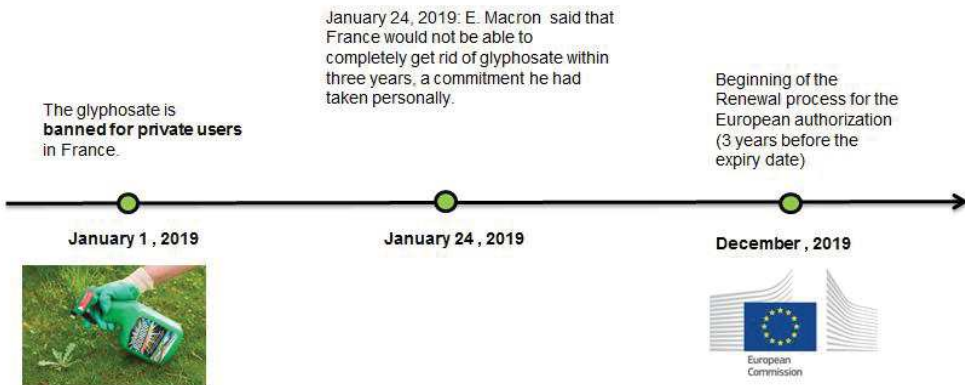 The glyphosate is
banned for private users
in France.
January 24, 2019: E. Macron said that
France would not be able to
completely get rid of glyphosate within
three years, a commitment he had
taken personally.
Beginning of the
Renewal process for the
European authorization
(3 years before the
expiry date)
January 1 , 2019
January 24 , 2019
December , 2019
European
Commission